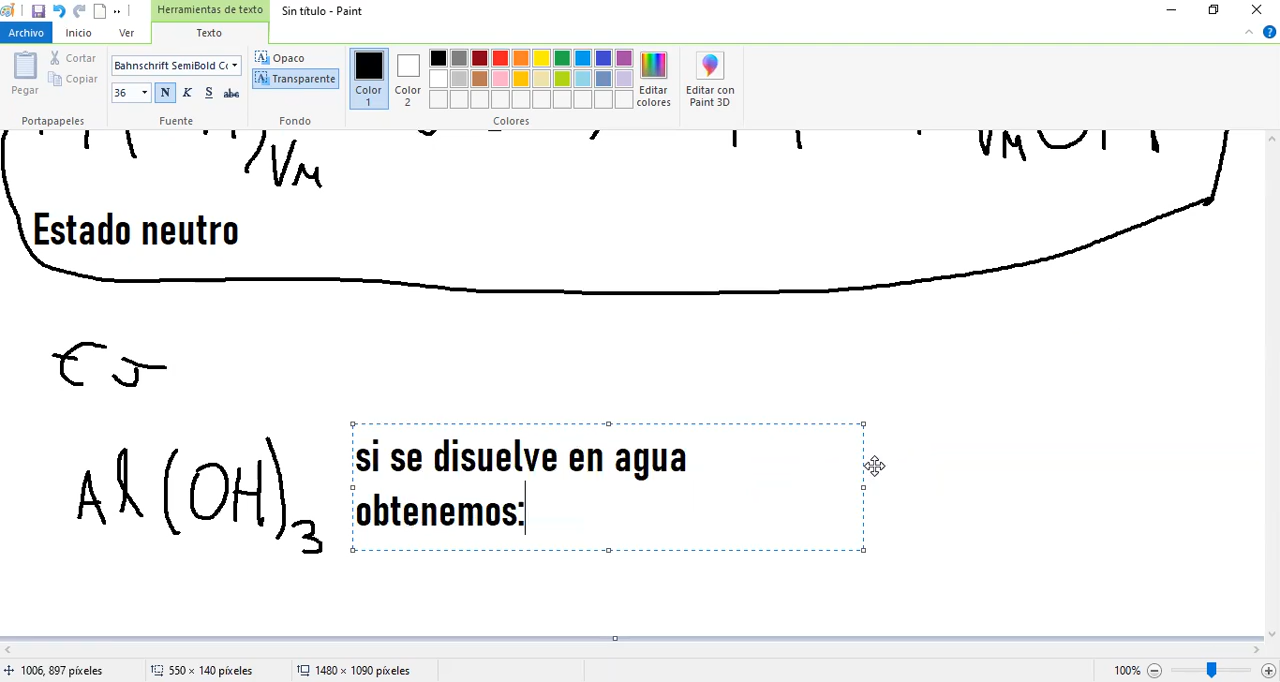 Herramientas de texto
Sin título - Paint
Archivo
Inicio
Ver
Texto
Pegar
Cortar
Copiar
Portapapeles
Bahnschrift SemiBold Cc
36
N K S abc
Fuente
Opaco
Transparente
Fondo
Color 1
Color 2
Editar colores
Colores
Editar con Paint 3D
Estado neutro
EJ
Al(OH)3
si se disuelve en agua
obtenemos:
1006, 897 píxeles
550 × 140 píxeles
1480 × 1090 píxeles
100%